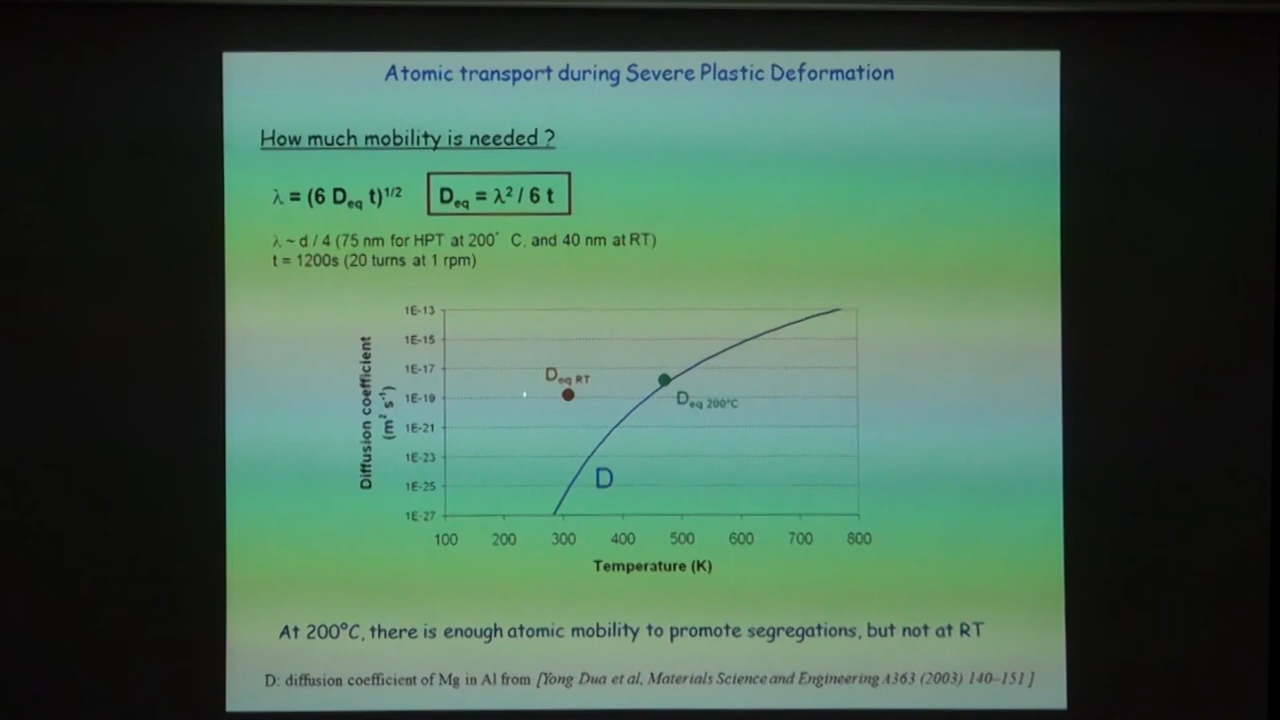 Atomic transport during Severe Plastic Deformation
How much mobility is needed ?
λ = (6 Deq t)1/2
Deq = λ2 / 6 t
λ ~ d / 4 (75 nm for HPT at 200° C, and 40 nm at RT)
t = 1200s (20 turns at 1 rpm)
1E-13
1E-15
1E-17
1E-19
1E-21
1E-23
1E-25
1E-27
Diffusion coefficient
(m2 s-1)
Deq RT
Deq 200°C
D
100 200 300 400 500 600 700 800
Temperature (K)
At 200°C, there is enough atomic mobility to promote segregations, but not at RT
D: diffusion coefficient of Mg in Al from [Yong Dua et al, Materials Science and Engineering A363 (2003) 140–151 ]